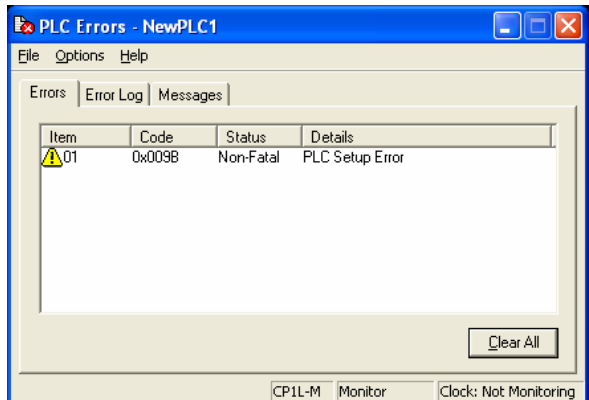 PLC Errors - NewPLC1
File Options Help
Errors Error Log Messages
Item Code Status Details
01 0x009B Non-Fatal PLC Setup Error
Clear All
CP1L-M Monitor Clock: Not Monitoring